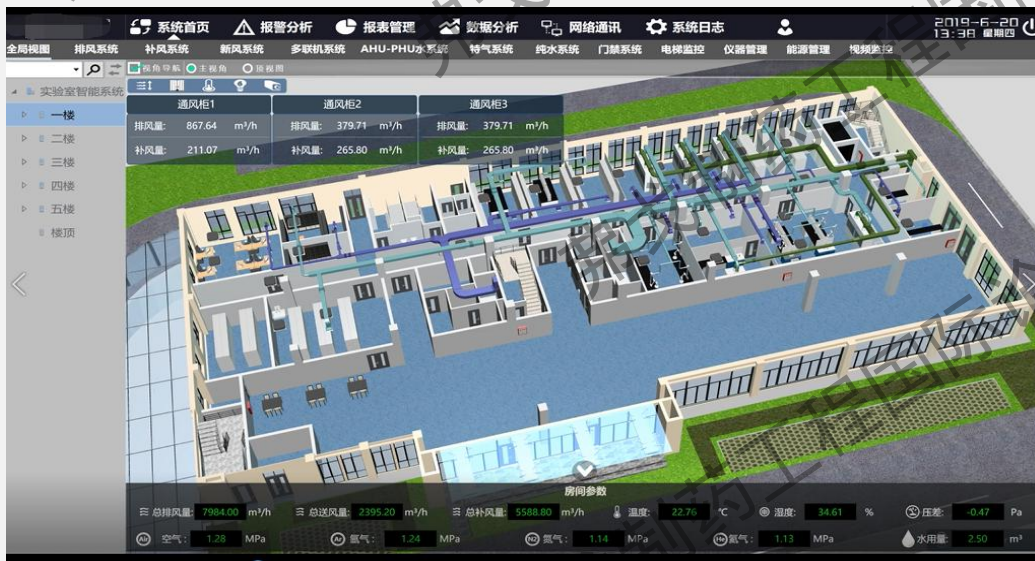 系统首页 报警分析 报表管理 数据分析 网络通讯 系统日志 2019-6-20
13:38 星期四
全局视图 排风系统 补风系统 新风系统 多联机系统 AHU-PHU水系统 特气系统 纯水系统 门禁系统 电梯监控 仪器管理 能源管理 视频监控
视角导航 主视角 顶视图
实验室智能系统
一楼
二楼
三楼
四楼
五楼
楼顶
通风柜1 通风柜2 通风柜3
排风量: 867.64 m³/h 排风量: 379.71 m³/h 排风量: 379.71 m³/h
补风量: 211.07 m³/h 补风量: 265.80 m³/h 补风量: 265.80 m³/h
房间参数
总排风量: 7984.00 m³/h 总送风量: 2395.20 m³/h 总补风量: 5588.80 m³/h 温度: 22.76 ℃ 湿度: 34.61 % 压差: -0.47 Pa
Air 空气: 1.28 MPa Ar 氩气: 1.24 MPa N2 氮气: 1.14 MPa He 氦气: 1.13 MPa 水用量: 2.50 m³